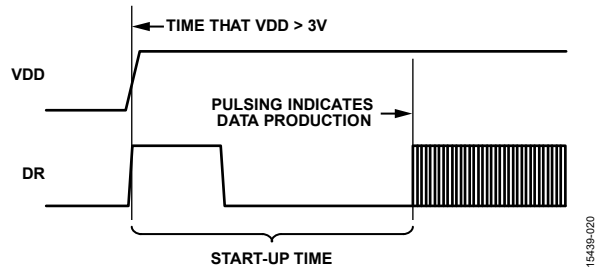 TIME THAT VDD > 3V
VDD
PULSING INDICATES
DATA PRODUCTION
DR
START-UP TIME
15439-020